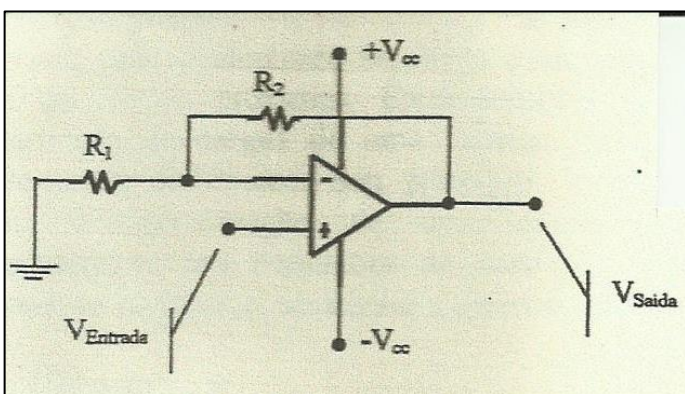 +Vcc
R2
R1
-
+
VEntrada
VSaida
-Vcc